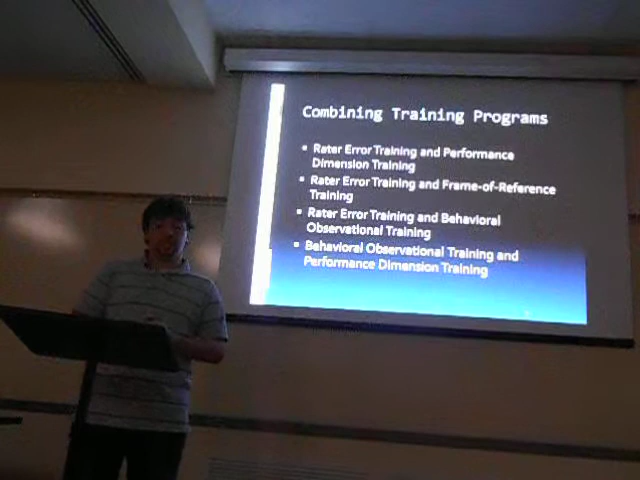 Combining Training Programs
▪ Rater Error Training and Performance
Dimension Training
▪ Rater Error Training and Frame-of-Reference
Training
▪ Rater Error Training and Behavioral
Observational Training
▪ Behavioral Observational Training and
Performance Dimension Training